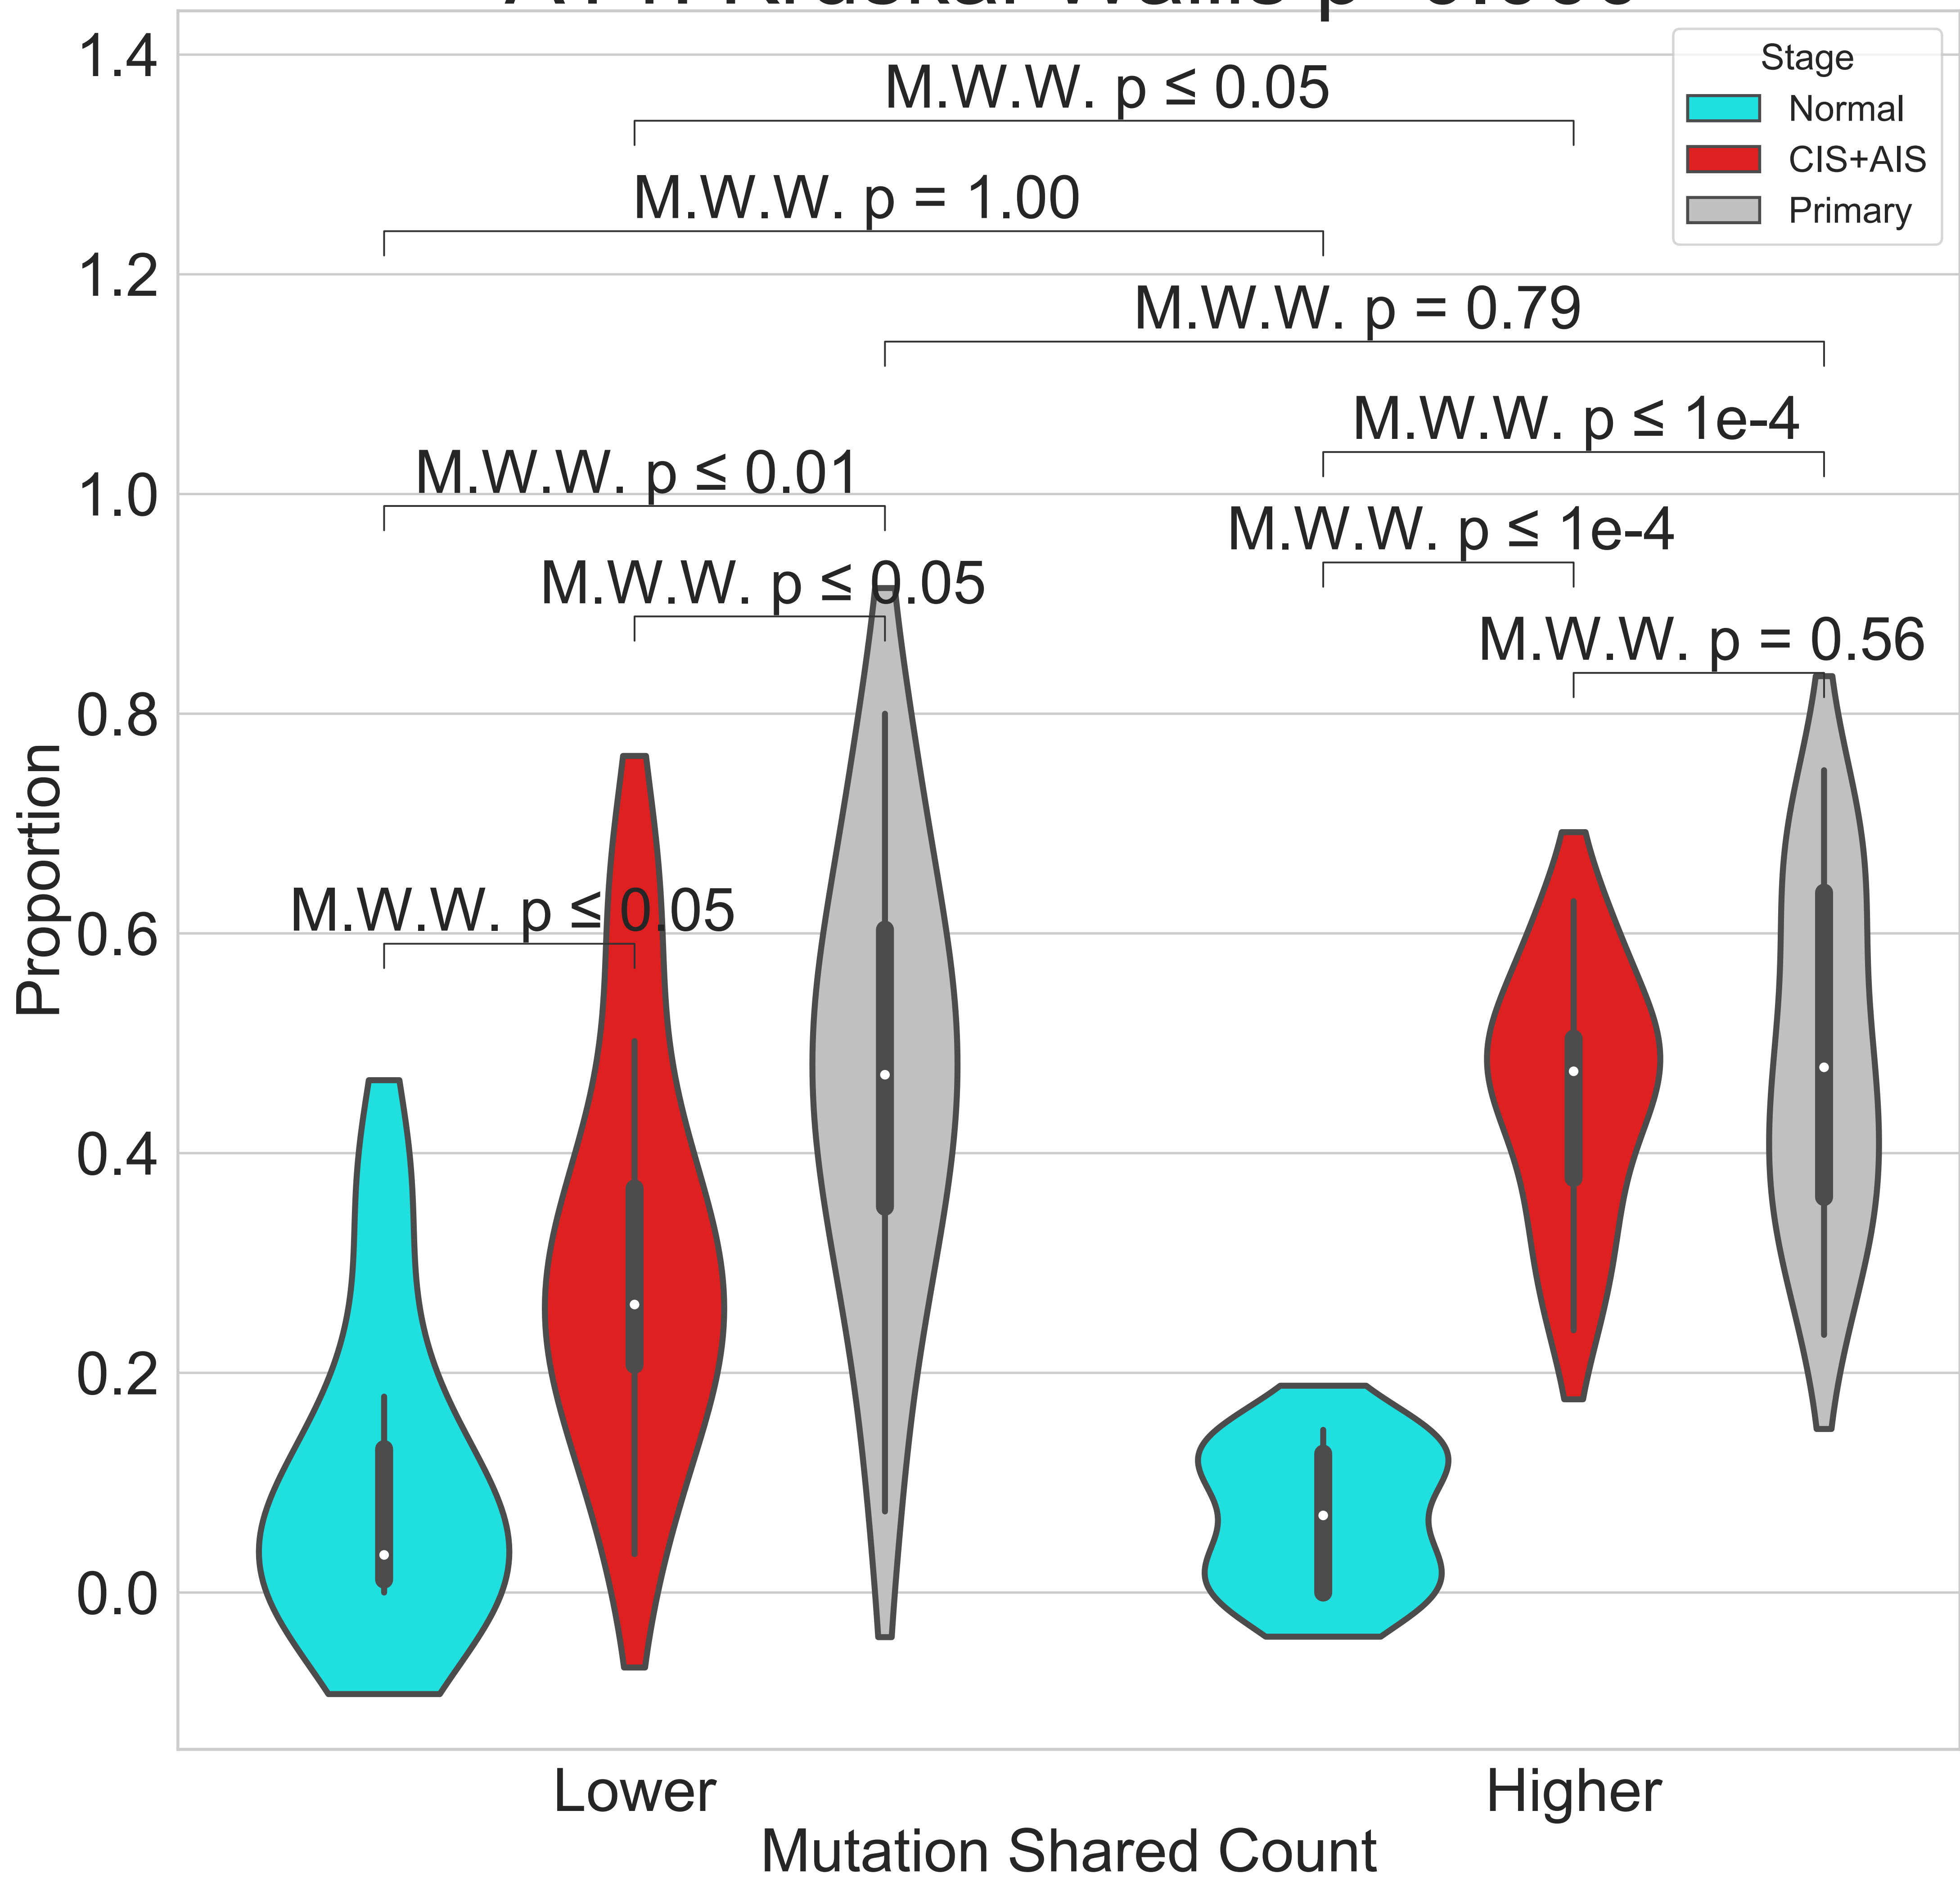 Stage
Normal
CIS+AIS
Primary
1.4
1.2
1.0
0.8
0.6
0.4
0.2
0.0
Proportion
M.W.W. p ≤ 0.05
M.W.W. p = 1.00
M.W.W. p = 0.79
M.W.W. p ≤ 1e-4
M.W.W. p ≤ 0.01
M.W.W. p ≤ 1e-4
M.W.W. p ≤ 0.05
M.W.W. p = 0.56
M.W.W. p ≤ 0.05
Lower
Higher
Mutation Shared Count